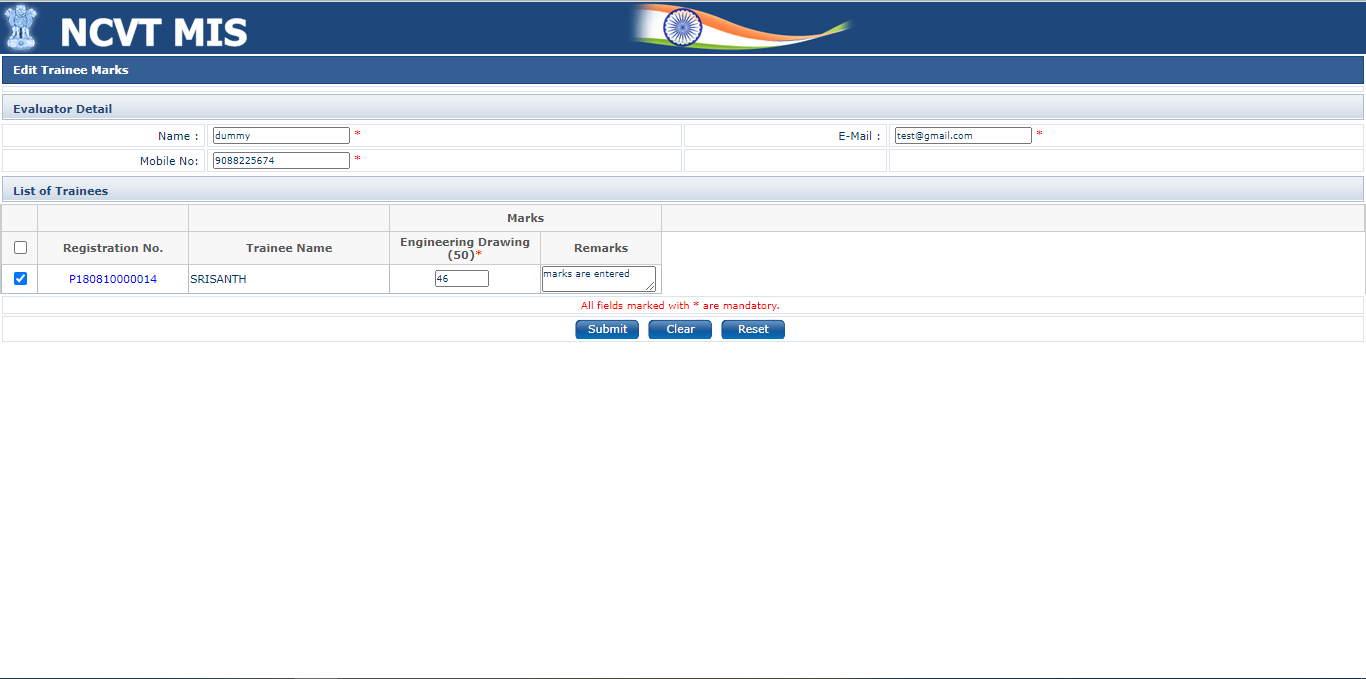 NCVT MIS
Edit Trainee Marks
Evaluator Detail
Name : dummy * E-Mail : test@gmail.com *
Mobile No: 9088225674 *
List of Trainees
Marks
Registration No. Trainee Name Engineering Drawing (50)* Remarks
P180810000014 SRISANTH 46 marks are entered
All fields marked with * are mandatory.
Submit Clear Reset